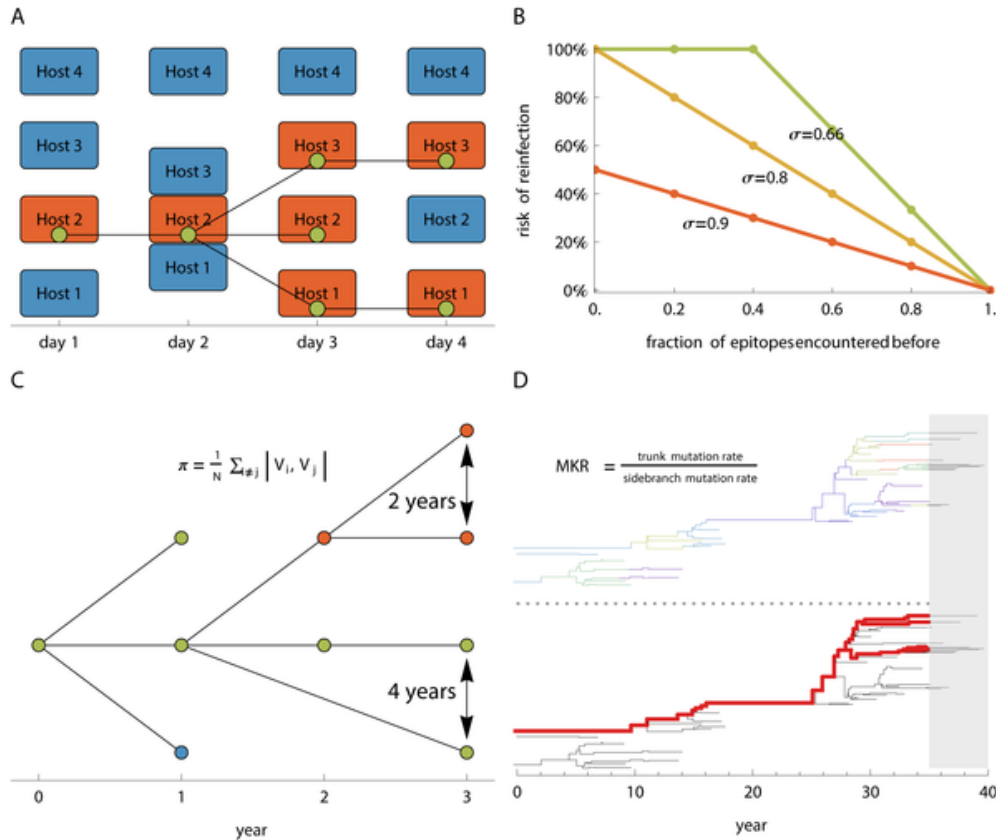 A
Host 4 Host 4 Host 4 Host 4
Host 3 Host 3 Host 3 Host 3
Host 2 Host 2 Host 2 Host 2
Host 1 Host 1 Host 1 Host 1
day 1 day 2 day 3 day 4
B
risk of reinfection
100%
80%
60%
40%
20%
0%
σ=0.66
σ=0.8
σ=0.9
0. 0.2 0.4 0.6 0.8 1.
fraction of epitopesencountered before
C
π = 1/N ∑i≠j | Vi, Vj |
2 years
4 years
0 1 2 3
year
D
MKR = trunk mutation rate
sidebranch mutation rate
0 10 20 30 40
year